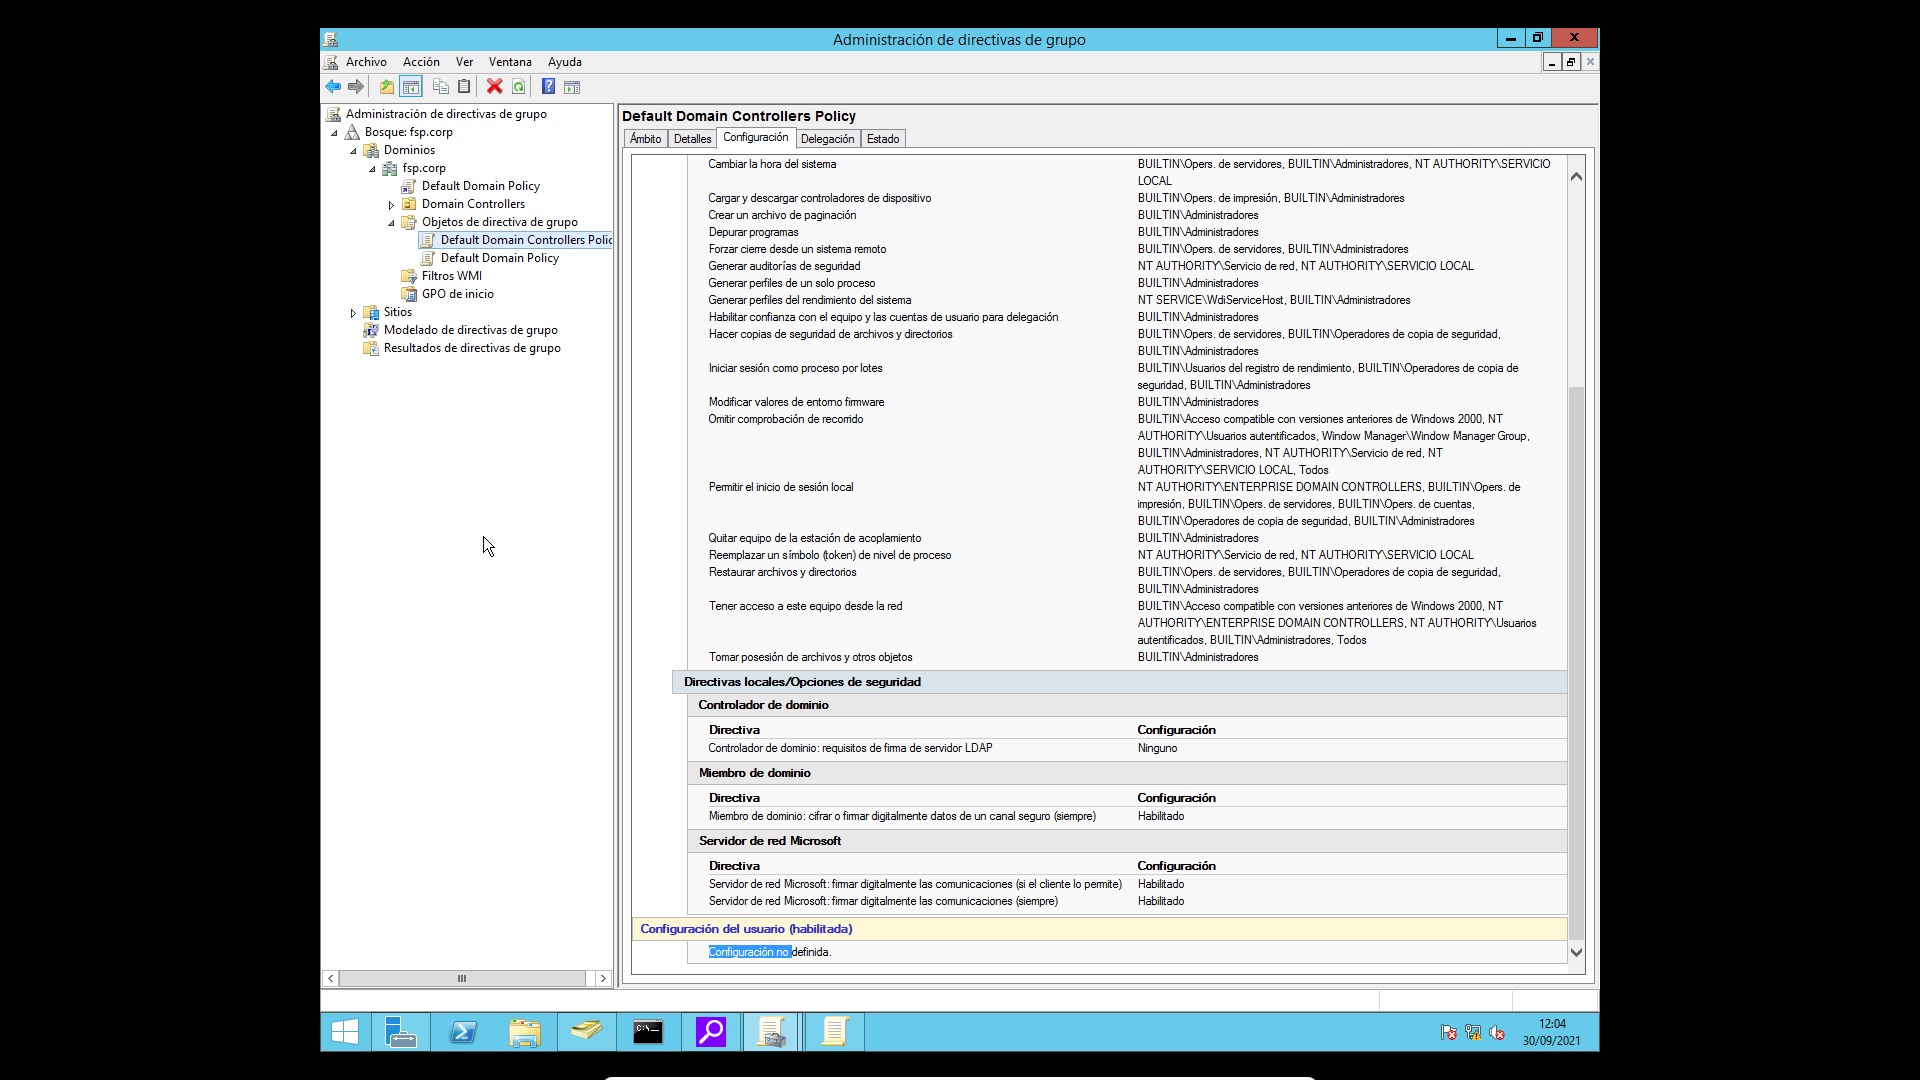 Administración de directivas de grupo
Archivo Acción Ver Ventana Ayuda
Administración de directivas de grupo
Bosque: fsp.corp
Dominios
fsp.corp
Default Domain Policy
Domain Controllers
Objetos de directiva de grupo
Default Domain Controllers Polic
Default Domain Policy
Filtros WMI
GPO de inicio
Sitios
Modelado de directivas de grupo
Resultados de directivas de grupo
Default Domain Controllers Policy
Ámbito Detalles Configuración Delegación Estado
Cambiar la hora del sistema BUILTIN\Opers. de servidores, BUILTIN\Administradores, NT AUTHORITY\SERVICIO
LOCAL
Cargar y descargar controladores de dispositivo BUILTIN\Opers. de impresión, BUILTIN\Administradores
Crear un archivo de paginación BUILTIN\Administradores
Depurar programas BUILTIN\Administradores
Forzar cierre desde un sistema remoto BUILTIN\Opers. de servidores, BUILTIN\Administradores
Generar auditorías de seguridad NT AUTHORITY\Servicio de red, NT AUTHORITY\SERVICIO LOCAL
Generar perfiles de un solo proceso BUILTIN\Administradores
Generar perfiles del rendimiento del sistema NT SERVICE\WdiServiceHost, BUILTIN\Administradores
Habilitar confianza con el equipo y las cuentas de usuario para delegación BUILTIN\Administradores
Hacer copias de seguridad de archivos y directorios BUILTIN\Opers. de servidores, BUILTIN\Operadores de copia de seguridad,
BUILTIN\Administradores
Iniciar sesión como proceso por lotes BUILTIN\Usuarios del registro de rendimiento, BUILTIN\Operadores de copia de
seguridad, BUILTIN\Administradores
Modificar valores de entorno firmware BUILTIN\Administradores
Omitir comprobación de recorrido BUILTIN\Acceso compatible con versiones anteriores de Windows 2000, NT
AUTHORITY\Usuarios autentificados, Window Manager\Window Manager Group,
BUILTIN\Administradores, NT AUTHORITY\Servicio de red, NT
AUTHORITY\SERVICIO LOCAL, Todos
Permitir el inicio de sesión local NT AUTHORITY\ENTERPRISE DOMAIN CONTROLLERS, BUILTIN\Opers. de
impresión, BUILTIN\Opers. de servidores, BUILTIN\Opers. de cuentas,
BUILTIN\Operadores de copia de seguridad, BUILTIN\Administradores
Quitar equipo de la estación de acoplamiento BUILTIN\Administradores
Reemplazar un símbolo (token) de nivel de proceso NT AUTHORITY\Servicio de red, NT AUTHORITY\SERVICIO LOCAL
Restaurar archivos y directorios BUILTIN\Opers. de servidores, BUILTIN\Operadores de copia de seguridad,
BUILTIN\Administradores
Tener acceso a este equipo desde la red BUILTIN\Acceso compatible con versiones anteriores de Windows 2000, NT
AUTHORITY\ENTERPRISE DOMAIN CONTROLLERS, NT AUTHORITY\Usuarios
autentificados, BUILTIN\Administradores, Todos
Tomar posesión de archivos y otros objetos BUILTIN\Administradores
Directivas locales/Opciones de seguridad
Controlador de dominio
Directiva Configuración
Controlador de dominio: requisitos de firma de servidor LDAP Ninguno
Miembro de dominio
Directiva Configuración
Miembro de dominio: cifrar o firmar digitalmente datos de un canal seguro (siempre) Habilitado
Servidor de red Microsoft
Directiva Configuración
Servidor de red Microsoft: firmar digitalmente las comunicaciones (si el cliente lo permite) Habilitado
Servidor de red Microsoft: firmar digitalmente las comunicaciones (siempre) Habilitado
Configuración del usuario (habilitada)
Configuración no definida.
12:04
30/09/2021